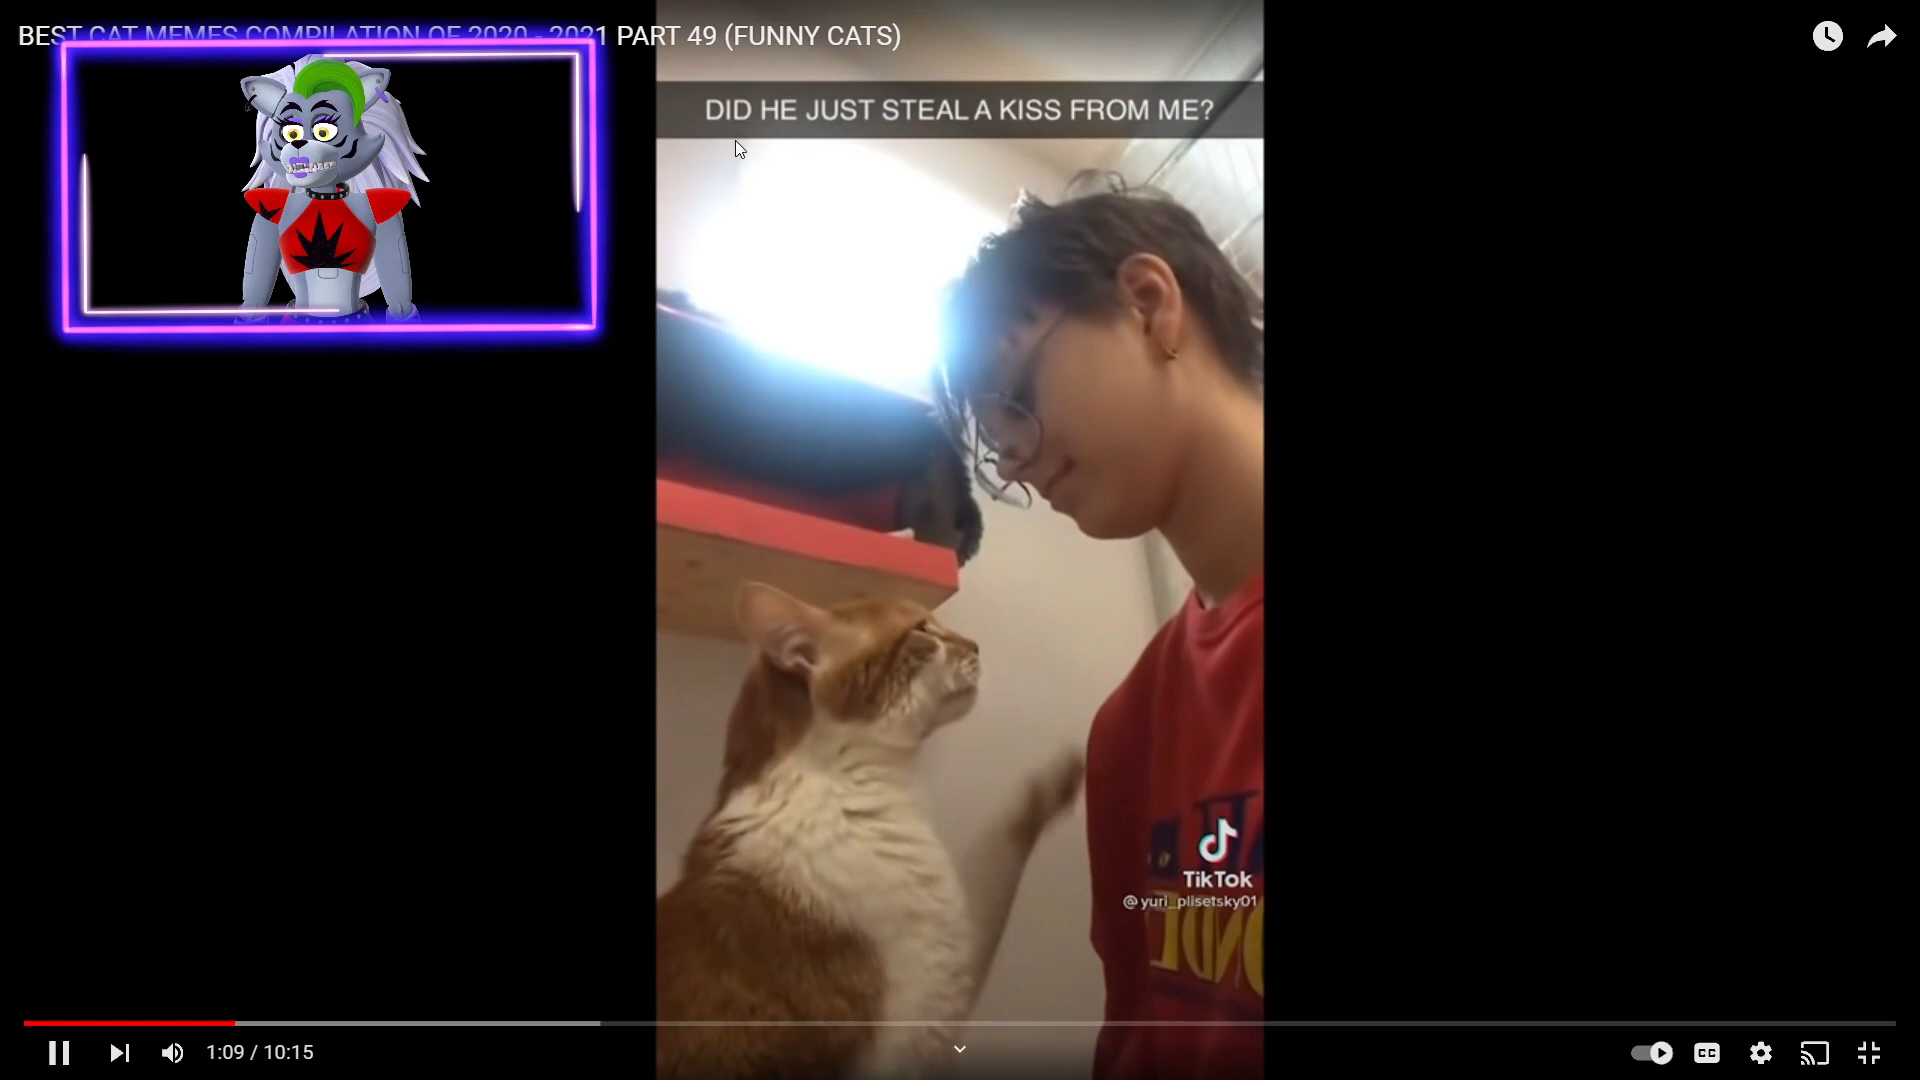 BEST CAT MEMES COMPILATION OF 2020 - 2021 PART 49 (FUNNY CATS)
DID HE JUST STEAL A KISS FROM ME?
TikTok
@yuri_plisetsky01
1:09 / 10:15
CC